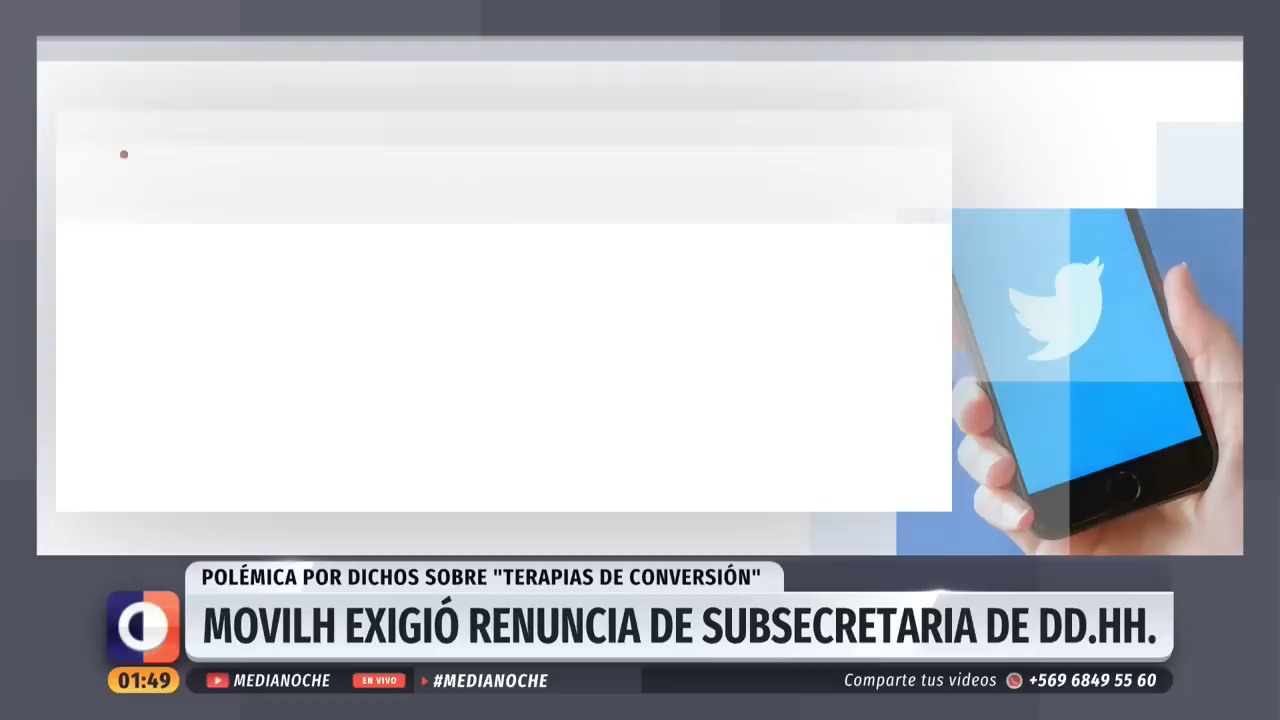 POLÉMICA POR DICHOS SOBRE "TERAPIAS DE CONVERSIÓN"
MOVILH EXIGIÓ RENUNCIA DE SUBSECRETARIA DE DD.HH.
01:49 MEDIANOCHE EN VIVO #MEDIANOCHE Comparte tus videos +569 6849 55 60